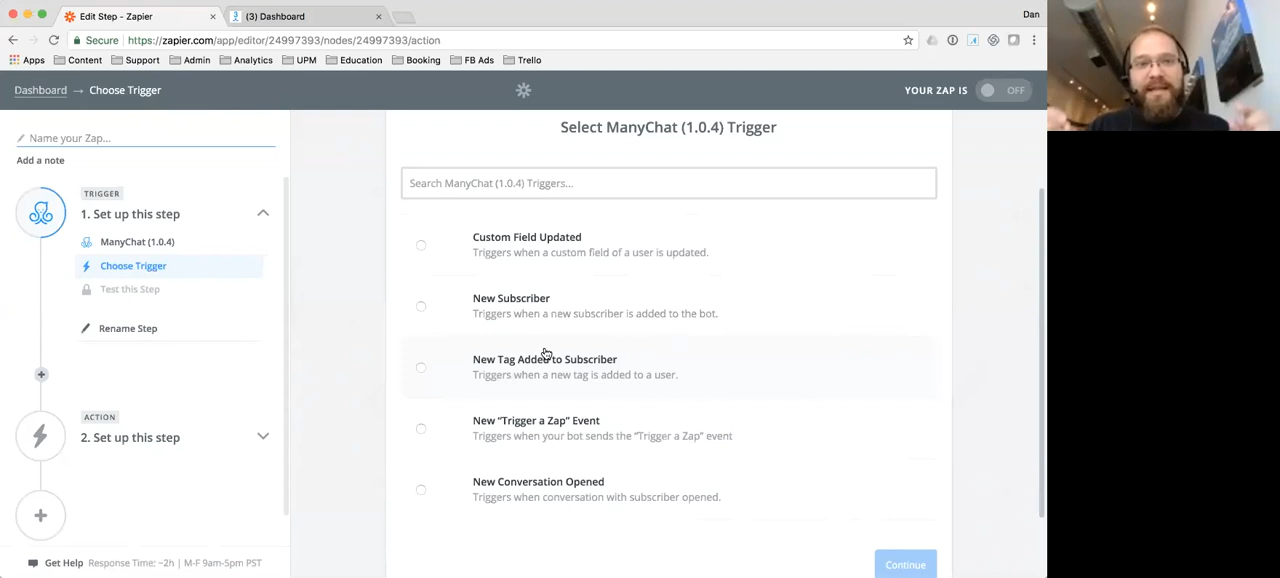 Edit Step - Zapier
(3) Dashboard
Dan
Secure
https://zapier.com/app/editor/24997393/nodes/24997393/action
Apps Content Support Admin Analytics UPM Education Booking FB Ads Trello
Dashboard → Choose Trigger
YOUR ZAP IS OFF
Name your Zap...
Add a note
TRIGGER
1. Set up this step
ManyChat (1.0.4)
Choose Trigger
Test this Step
Rename Step
ACTION
2. Set up this step
Get Help Response Time: ~2h | M-F 9am-5pm PST
Select ManyChat (1.0.4) Trigger
Search ManyChat (1.0.4) Triggers...
Custom Field Updated
Triggers when a custom field of a user is updated.
New Subscriber
Triggers when a new subscriber is added to the bot.
New Tag Added to Subscriber
Triggers when a new tag is added to a user.
New “Trigger a Zap” Event
Triggers when your bot sends the “Trigger a Zap” event
New Conversation Opened
Triggers when conversation with subscriber opened.
Continue